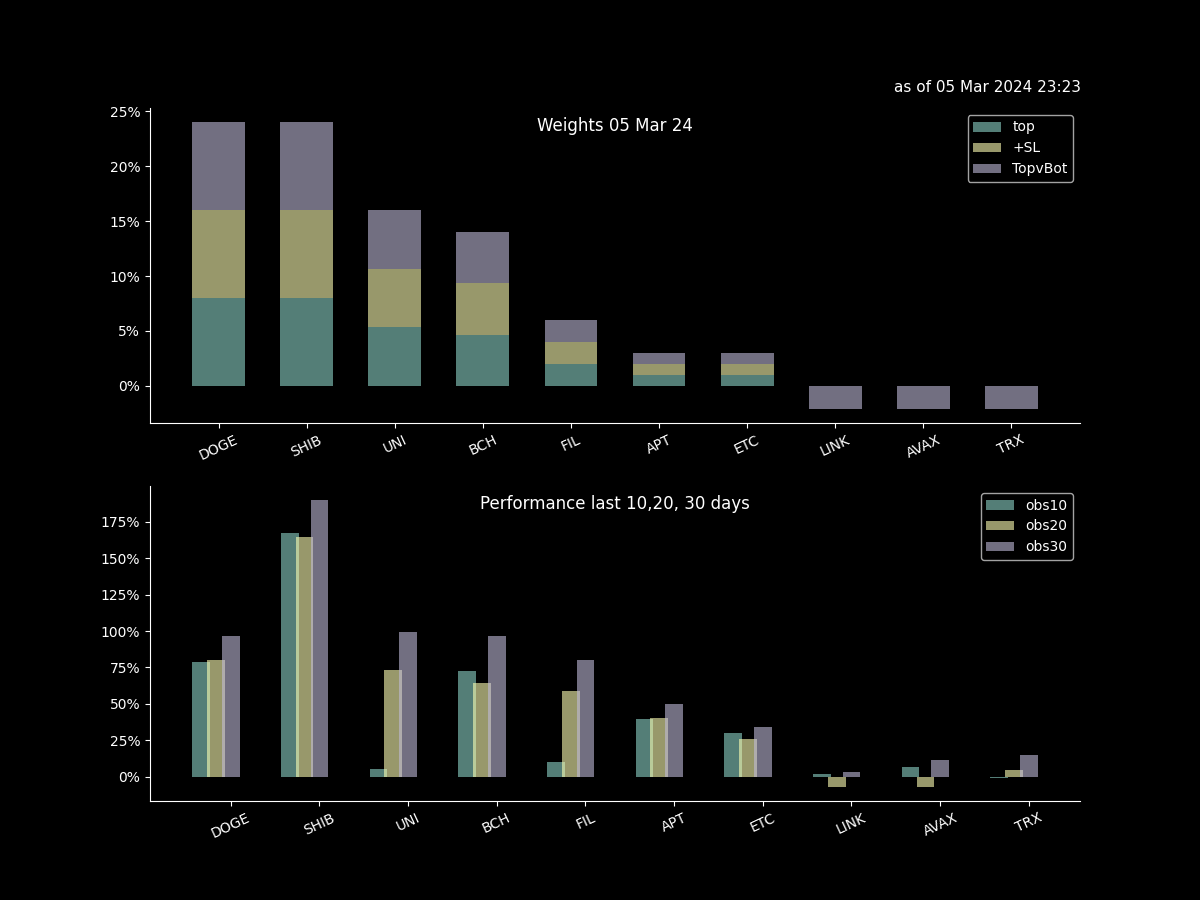 as of 05 Mar 2024 23:23
Weights 05 Mar 24
top
+SL
TopvBot
25%
20%
15%
10%
5%
0%
DOGE SHIB UNI BCH FIL APT ETC LINK AVAX TRX
Performance last 10,20, 30 days
obs10
obs20
obs30
175%
150%
125%
100%
75%
50%
25%
0%
DOGE SHIB UNI BCH FIL APT ETC LINK AVAX TRX